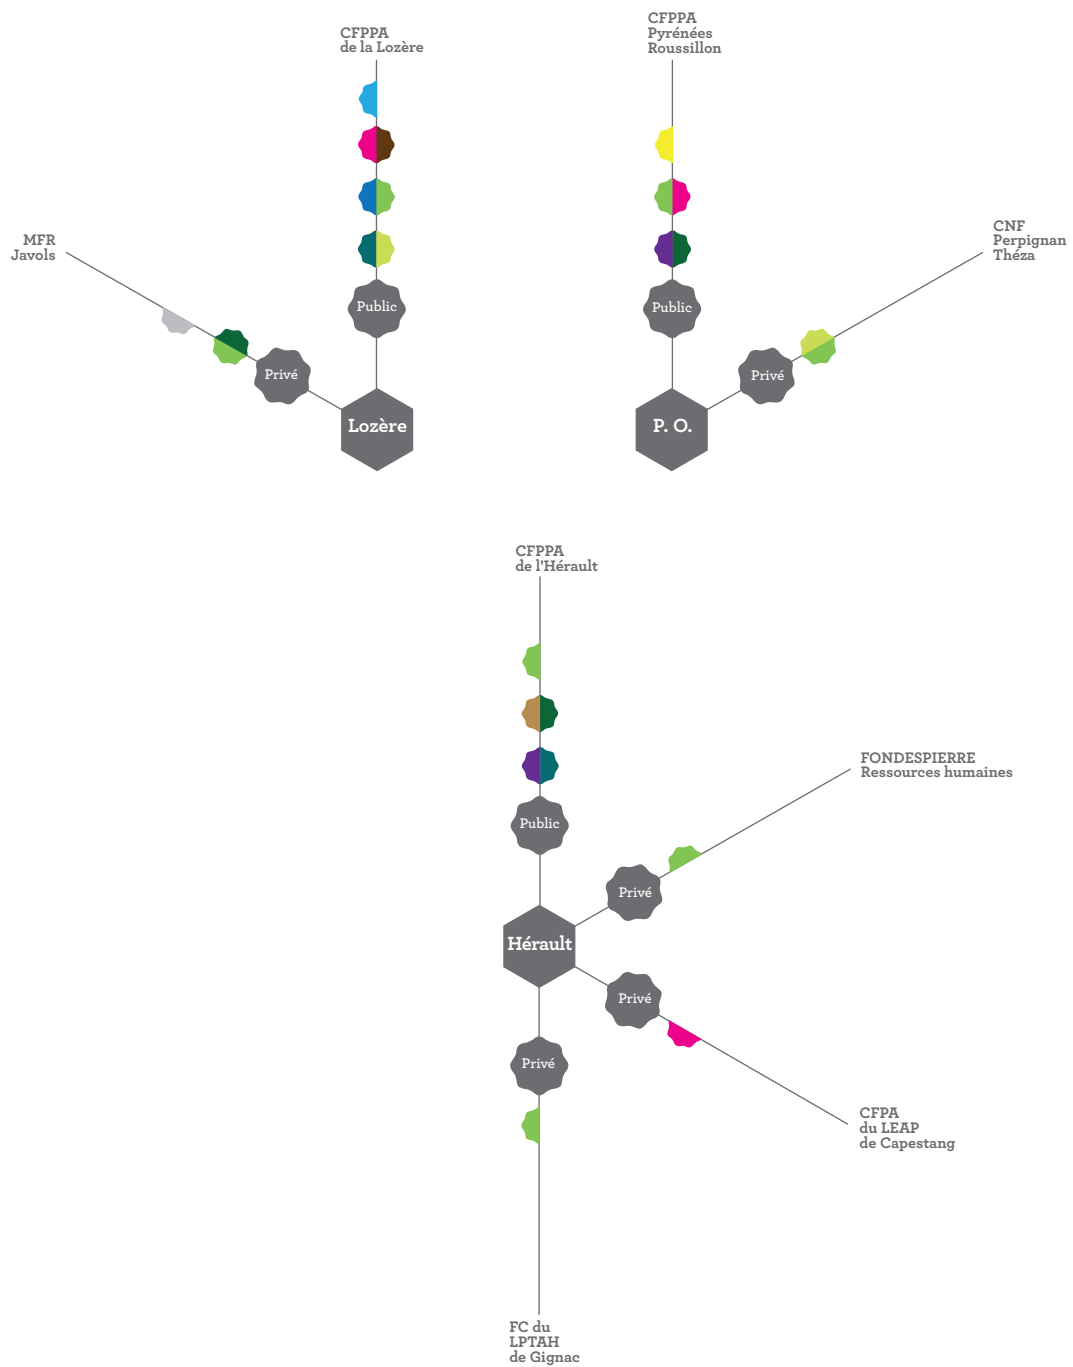 CFPPA
de la Lozère
CFPPA
Pyrénées
Roussillon
MFR
Javols
CNF
Perpignan
Théza
Public
Public
Privé
Privé
Lozère
P. O.
CFPPA
de l'Hérault
FONDESPIERRE
Ressources humaines
Public
Privé
Hérault
Privé
Privé
CFPA
du LEAP
de Capestang
FC du
LPTAH
de Gignac